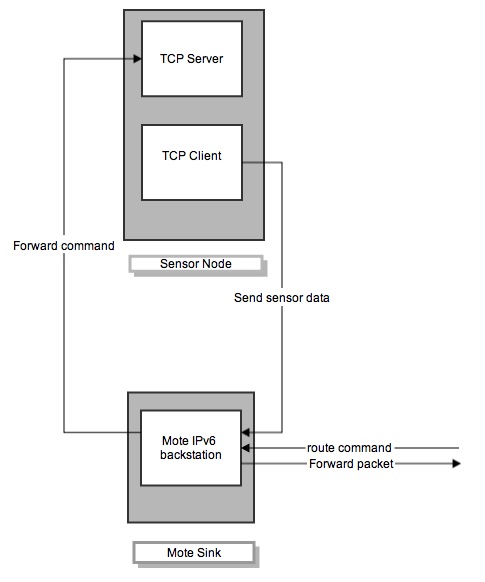 TCP Server
TCP Client
Forward command
Sensor Node
Send sensor data
Mote IPv6
backstation
route command
Forward packet
Mote Sink